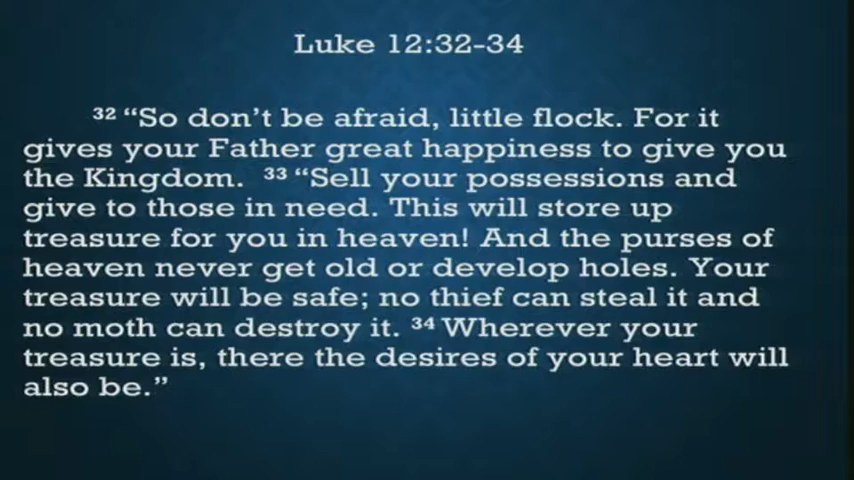 Luke 12:32-34
32 “So don’t be afraid, little flock. For it
gives your Father great happiness to give you
the Kingdom. 33 “Sell your possessions and
give to those in need. This will store up
treasure for you in heaven! And the purses of
heaven never get old or develop holes. Your
treasure will be safe; no thief can steal it and
no moth can destroy it. 34 Wherever your
treasure is, there the desires of your heart will
also be.”